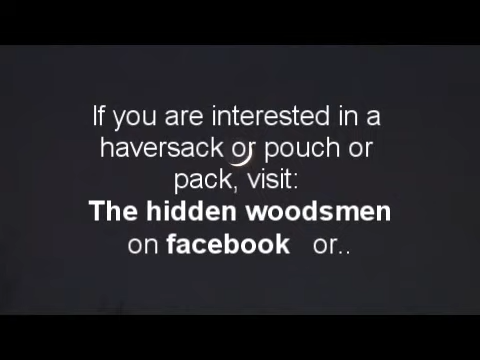 If you are interested in a
haversack or pouch or
pack, visit:
The hidden woodsmen
on facebook or..